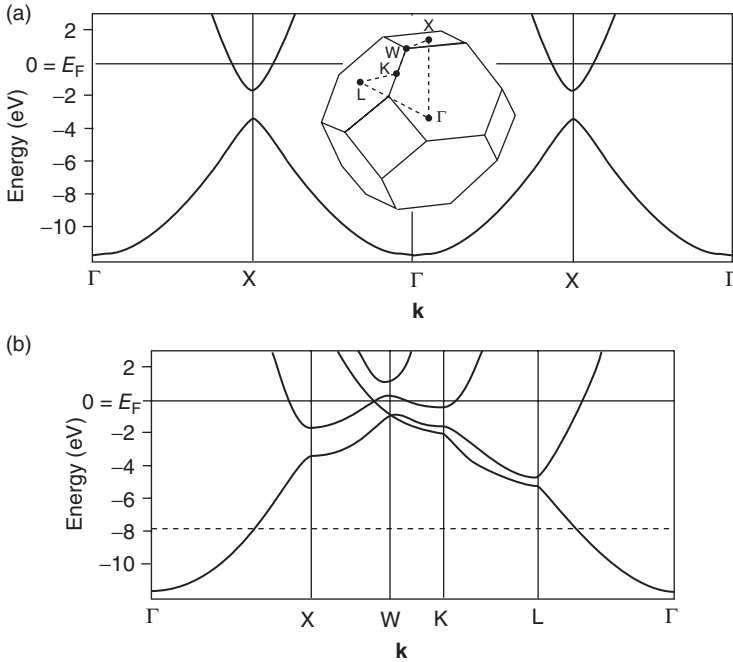 (a)
Energy (eV)
2
0 = E_F
−2
−4
−6
−8
−10
X
W
K
L
Γ
Γ X Γ X Γ
k
(b)
Energy (eV)
2
0 = E_F
−2
−4
−6
−8
−10
Γ X W K L Γ
k